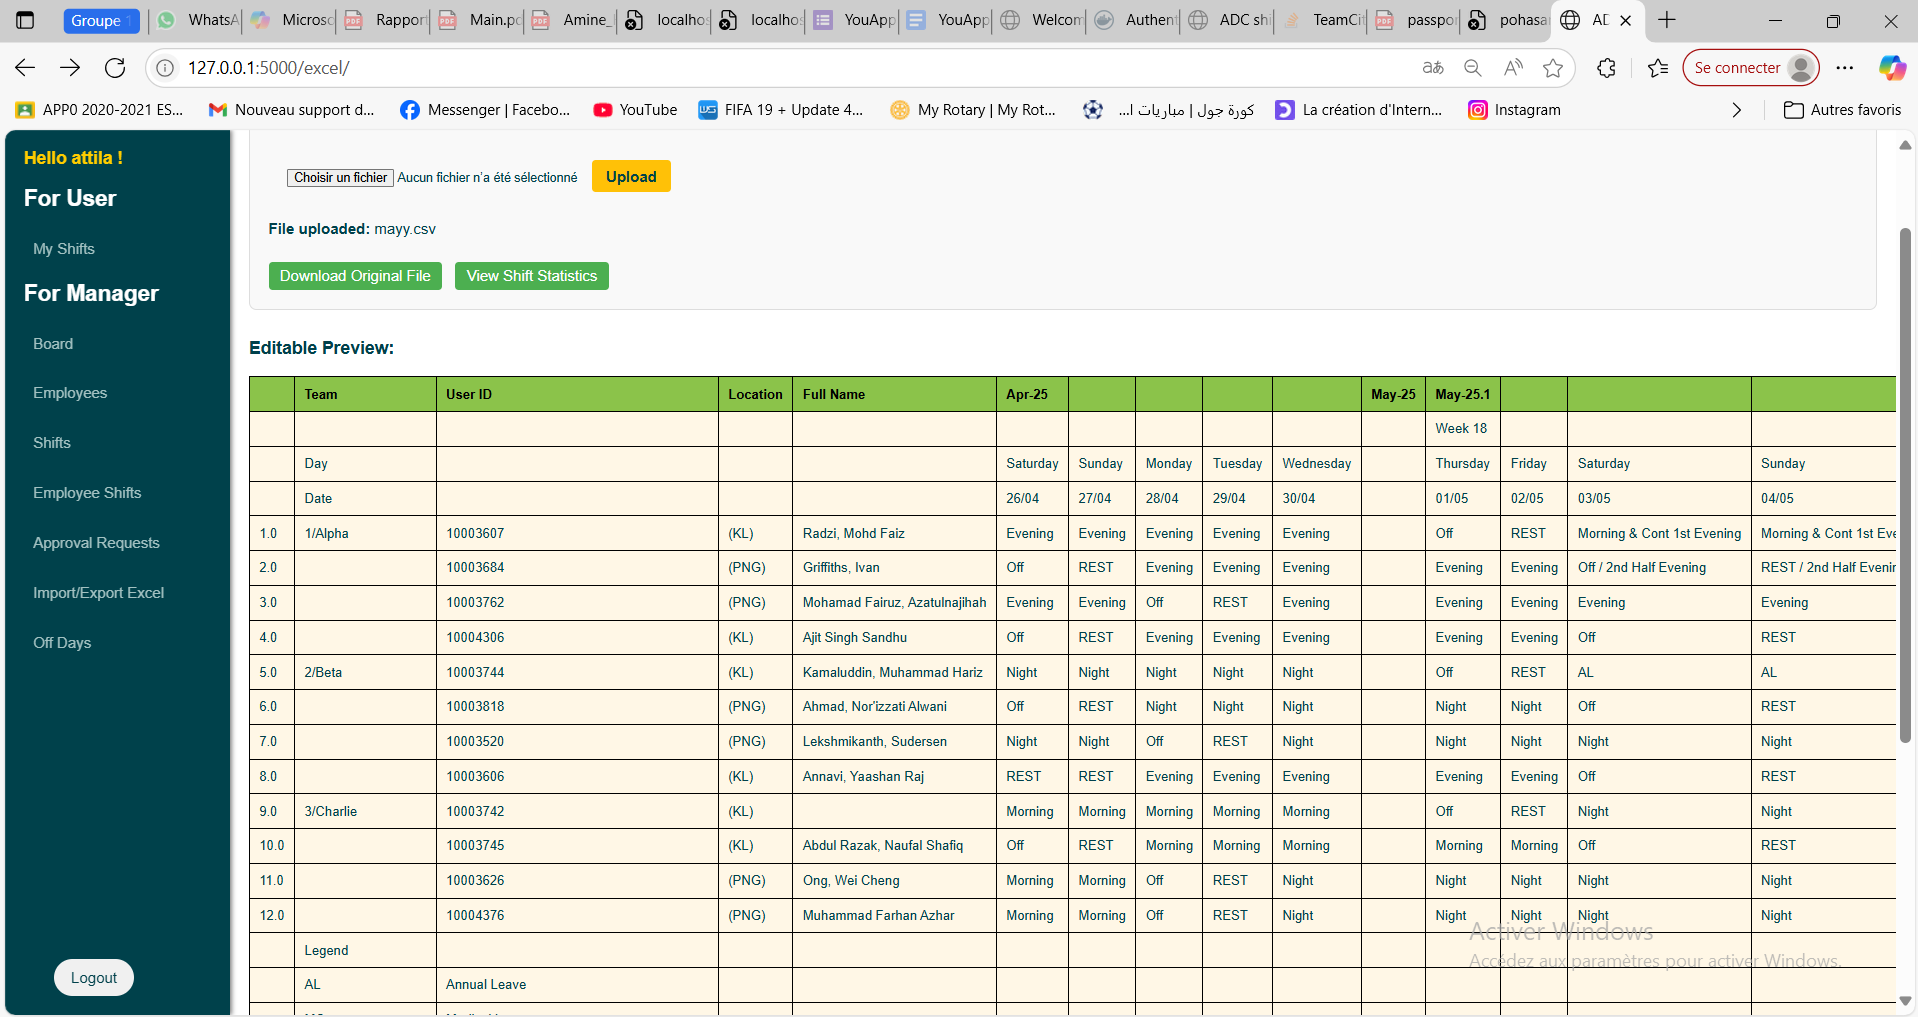 Groupe 1 WhatsA Microsc Rapport Main.pd Amine_ localhos localhos YouApp YouApp Welcom Authent ADC shi TeamCit passpor pohasa AD
127.0.0.1:5000/excel/ Se connecter
APP0 2020-2021 ES... Nouveau support d... Messenger | Facebo... YouTube FIFA 19 + Update 4... My Rotary | My Rot... كورة جول | مباريات ا... La création d'Intern... Instagram Autres favoris
Hello attila !
For User
My Shifts
For Manager
Board
Employees
Shifts
Employee Shifts
Approval Requests
Import/Export Excel
Off Days
Logout
Choisir un fichier Aucun fichier n'a été sélectionné Upload
File uploaded: mayy.csv
Download Original File View Shift Statistics
Editable Preview:
Team User ID Location Full Name Apr-25 May-25 May-25.1
Week 18
Day Saturday Sunday Monday Tuesday Wednesday Thursday Friday Saturday Sunday
Date 26/04 27/04 28/04 29/04 30/04 01/05 02/05 03/05 04/05
1.0 1/Alpha 10003607 (KL) Radzi, Mohd Faiz Evening Evening Evening Evening Evening Off REST Morning & Cont 1st Evening Morning & Cont 1st Eve
2.0 10003684 (PNG) Griffiths, Ivan Off REST Evening Evening Evening Evening Evening Off / 2nd Half Evening REST / 2nd Half Evenin
3.0 10003762 (PNG) Mohamad Fairuz, Azatulnajihah Evening Evening Off REST Evening Evening Evening Evening Evening
4.0 10004306 (KL) Ajit Singh Sandhu Off REST Evening Evening Evening Evening Evening Off REST
5.0 2/Beta 10003744 (KL) Kamaluddin, Muhammad Hariz Night Night Night Night Night Off REST AL AL
6.0 10003818 (PNG) Ahmad, Nor'izzati Alwani Off REST Night Night Night Night Night Off REST
7.0 10003520 (PNG) Lekshmikanth, Sudersen Night Night Off REST Night Night Night Night Night
8.0 10003606 (KL) Annavi, Yaashan Raj REST REST Evening Evening Evening Evening Evening Off REST
9.0 3/Charlie 10003742 (KL) Morning Morning Morning Morning Morning Off REST Night Night
10.0 10003745 (KL) Abdul Razak, Naufal Shafiq Off REST Morning Morning Morning Morning Morning Off REST
11.0 10003626 (PNG) Ong, Wei Cheng Morning Morning Off REST Night Night Night Night Night
12.0 10004376 (PNG) Muhammad Farhan Azhar Morning Morning Off REST Night Night Night Night Night
Legend
AL Annual Leave
Activer Windows
Accédez aux paramètres pour activer Windows.